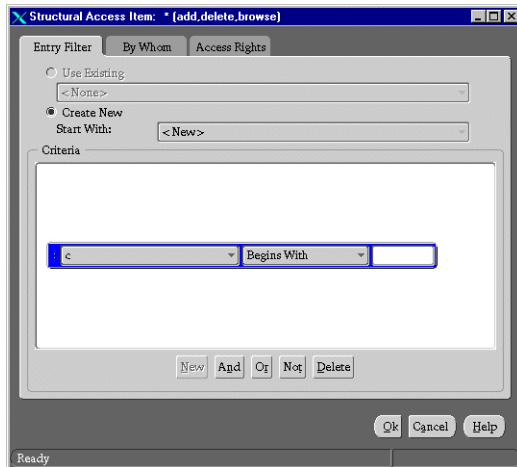 Structural Access Item: * (add,delete,browse)
Entry Filter By Whom Access Rights
Use Existing
<None>
Create New
Start With: <New>
Criteria
: c Begins With
New And Or Not Delete
Ok Cancel Help
Ready